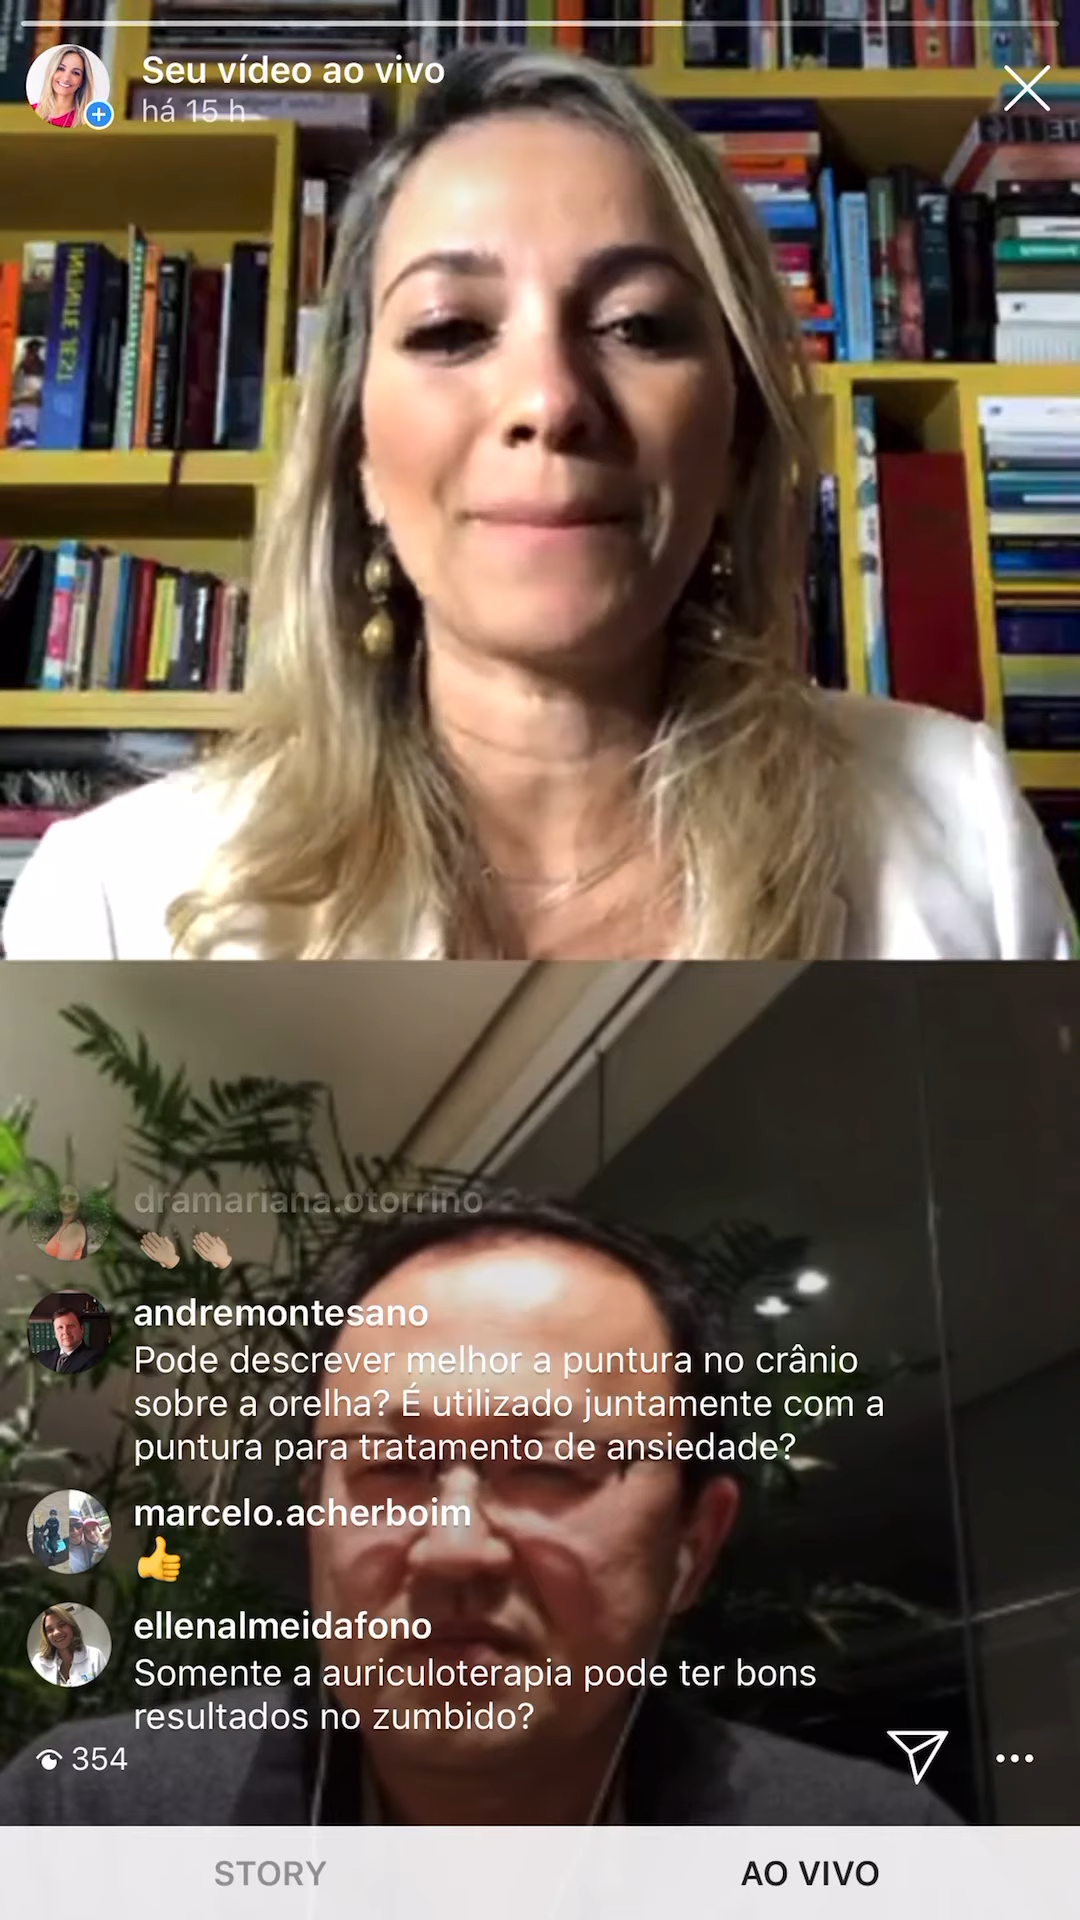 Seu vídeo ao vivo
há 15 h
INFINITE JEST
dramariana.otorrino
👏🏻 👏🏻
andremontesano
Pode descrever melhor a puntura no crânio
sobre a orelha? É utilizado juntamente com a
puntura para tratamento de ansiedade?
marcelo.acherboim
👍
ellenalmeidafono
Somente a auriculoterapia pode ter bons
resultados no zumbido?
354
STORY
AO VIVO